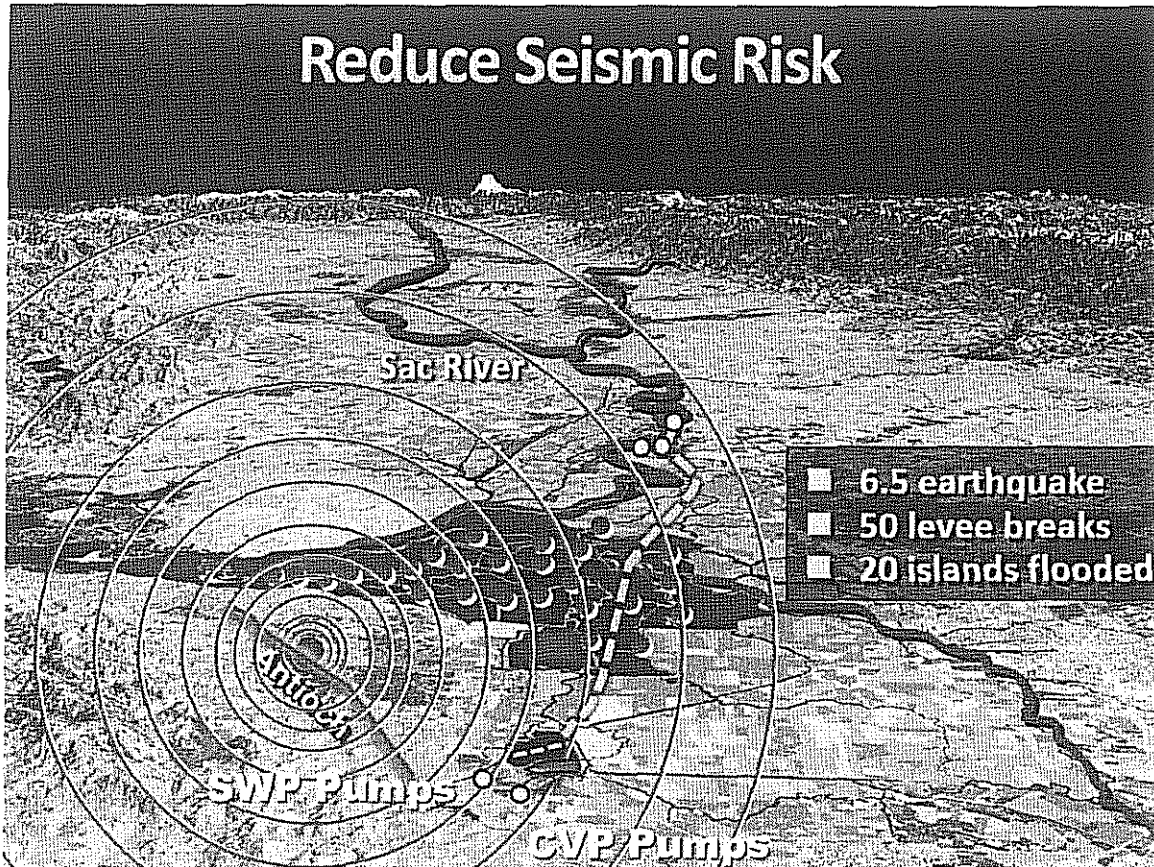 Reduce Seismic Risk
Sac River
6.5 earthquake
50 levee breaks
20 islands flooded
Antioch
SWP Pumps
CVP Pumps